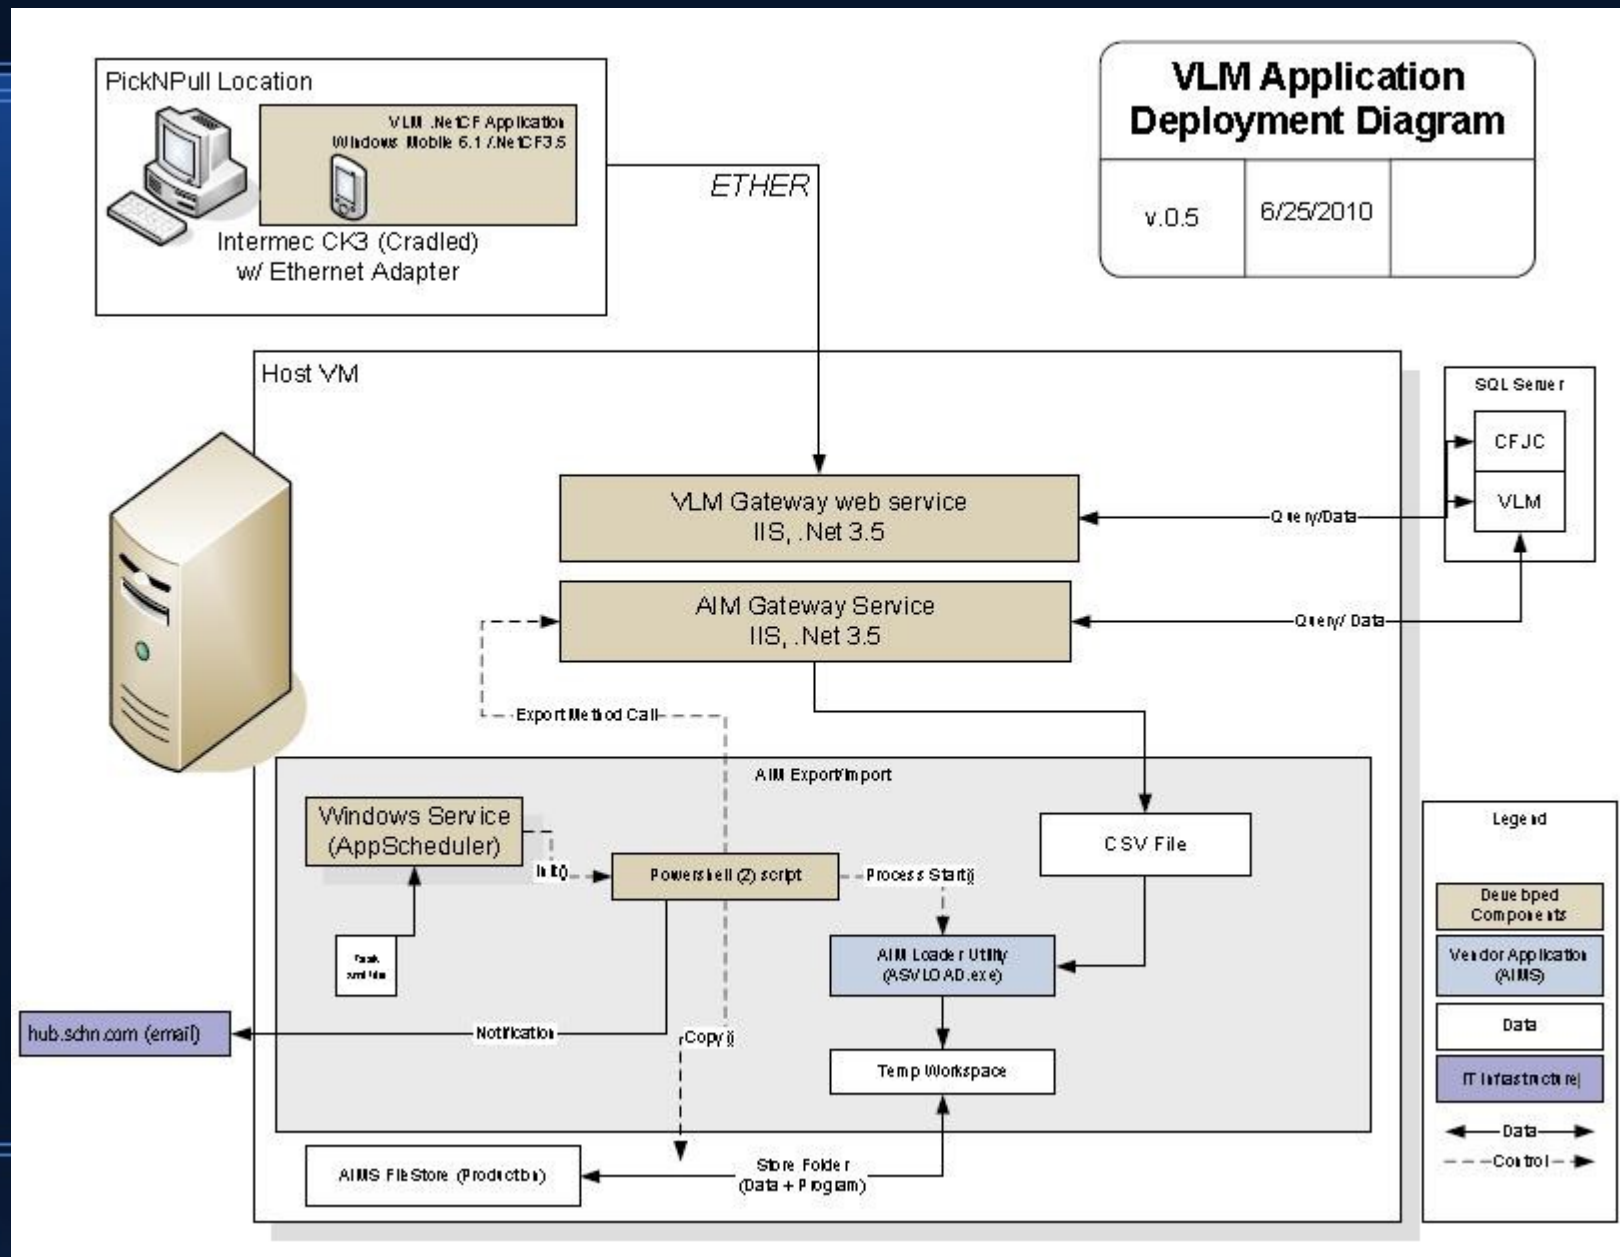 PickNPull Location
VLM .NetCF Application
Windows Mobile 6.1 /.NetCF3.5
Intermec CK3 (Cradled)
w/ Ethernet Adapter
ETHER
VLM Application
Deployment Diagram
v.0.5
6/25/2010
Host VM
SQL Server
CFJC
VLM
VLM Gateway web service
IIS, .Net 3.5
Query/Data
AIM Gateway Service
IIS, .Net 3.5
Query/ Data
Export Method Call
AIM Export/Import
Windows Service
(AppScheduler)
Init()
Powershell (2) script
Process Start()
CSV File
AIM Loader Utility
(ASVLOAD.exe)
hub.schn.com (email)
Notification
Copy ()
Temp Workspace
AIMS FileStore (Production)
Store Folder
(Data + Program)
Legend
Developed
Components
Vendor Application
(AIMS)
Data
IT Infrastructure
Data
Control